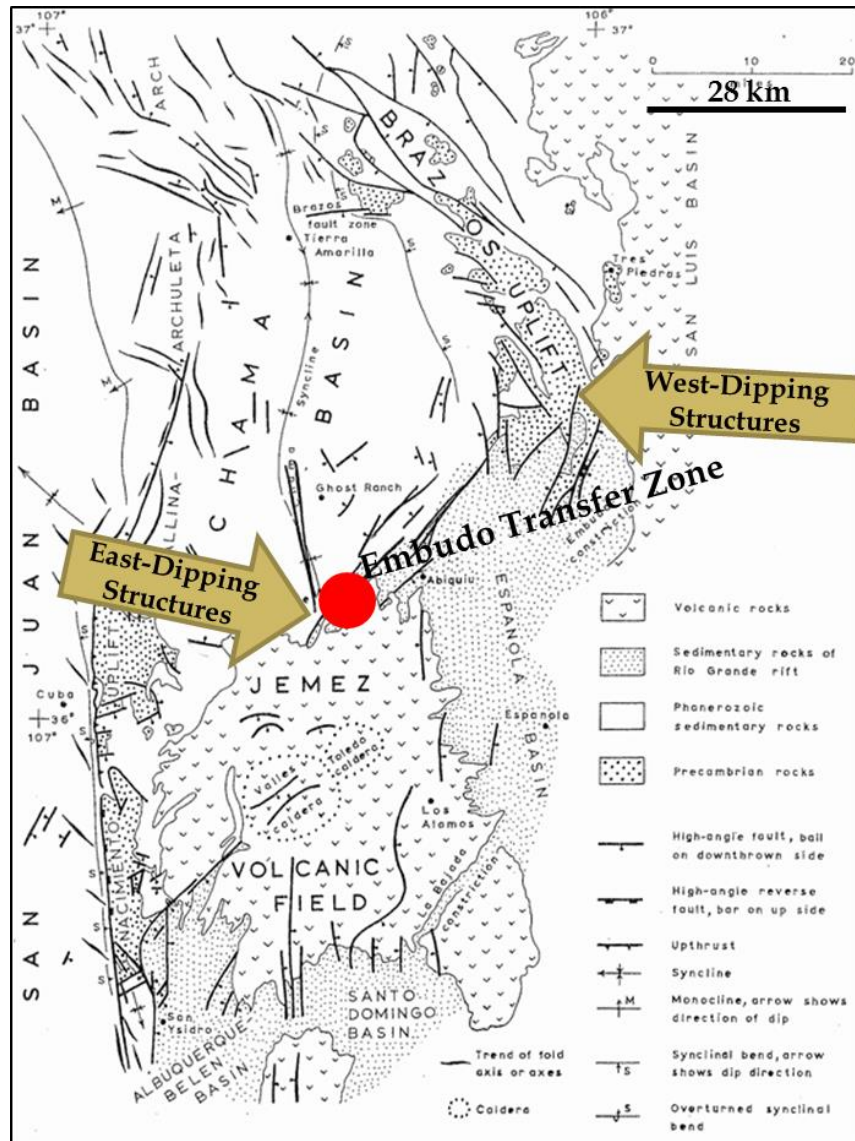 107°
37°
106°
37°
0 10 20
miles
28 km
ARCH
BRAZOS UPLIFT
SAN LUIS BASIN
Brazos
fault zone
Tierra
Amarilla
Tres
Piedras
ARCHULETA
SAN JUAN BASIN
CHAMA BASIN
Syncline
West-Dipping
Structures
Ghost Ranch
Embudo Transfer Zone
Embudo
constriction
East-Dipping
Structures
Abiquiu
ESPANOLA BASIN
UPLIFT
Cuba
36°
107°
JEMEZ
Espanola
Valles
caldera
Toledo
caldera
Los
Alamos
VOLCANIC
FIELD
La Bajada
constriction
NACIMIENTO
San
Ysidro
SANTO
DOMINGO
BASIN
ALBUQUERQUE
BELEN
BASIN
Volcanic rocks
Sedimentary rocks of
Rio Grande rift
Phanerozoic
sedimentary rocks
Precambrian rocks
High-angle fault, ball
on downthrown side
High-angle reverse
fault, bar on up side
Upthrust
Syncline
M
Monocline, arrow shows
direction of dip
S
Synclinal bend, arrow
shows dip direction
S
Overturned synclinal
bend
Trend of fold
axis or axes
Caldera